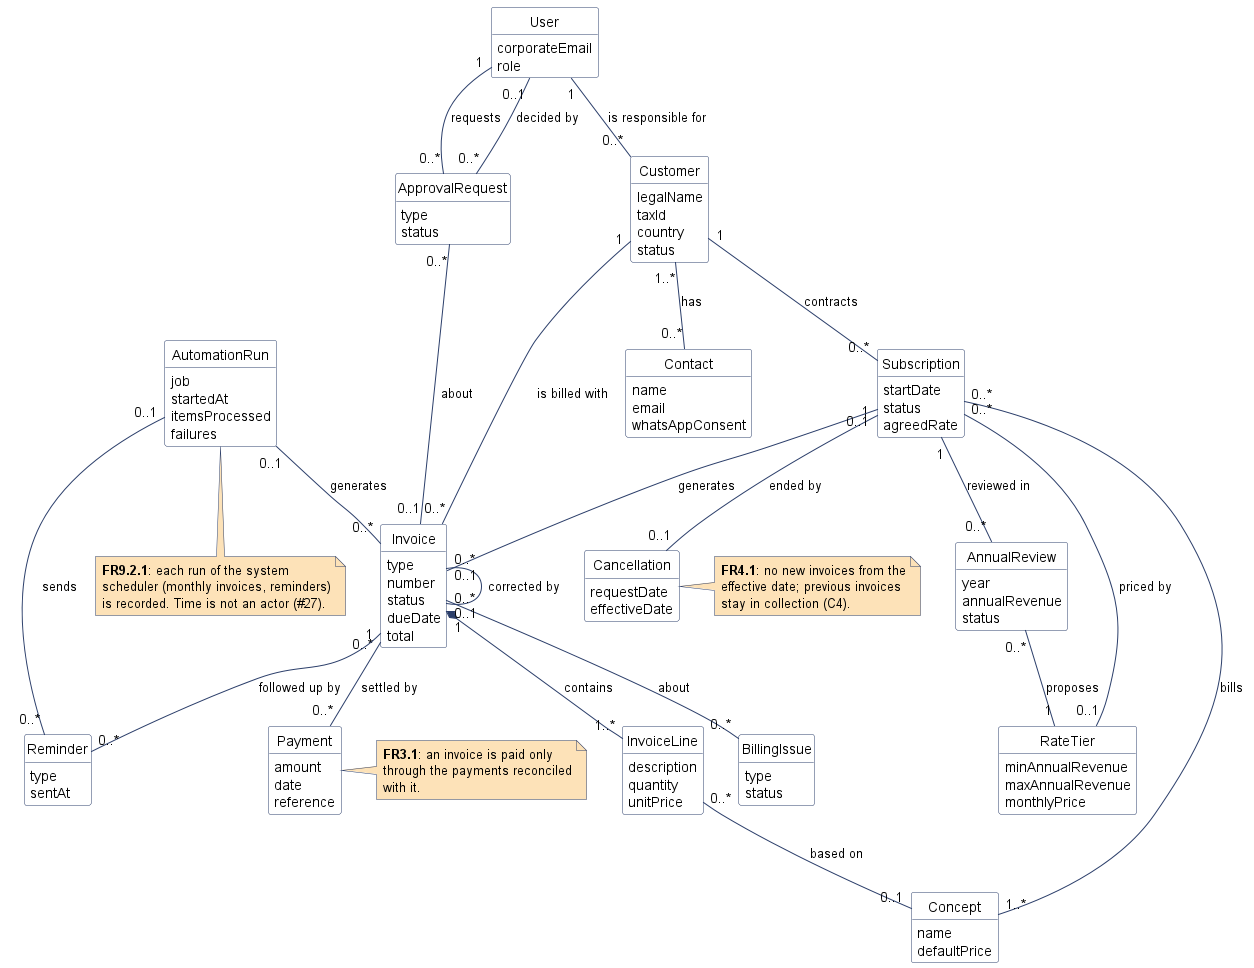 User
corporateEmail
role
1
0..1
1
requests
decided by
is responsible for
0..*
0..*
0..*
ApprovalRequest
type
status
Customer
legalName
taxId
country
status
0..*
1
1
1..*
has
contracts
0..*
0..*
AutomationRun
job
startedAt
itemsProcessed
failures
Contact
name
email
whatsAppConsent
Subscription
startDate
status
agreedRate
0..*
0..*
about
is billed with
0..1
1
0..1
1
0..1
generates
generates
ended by
reviewed in
0..1
0..*
0..*
0..1
0..*
Invoice
type
number
status
dueDate
total
0..*
0..1
corrected by
0..*
0..1
1
Cancellation
requestDate
effectiveDate
AnnualReview
year
annualRevenue
status
FR9.2.1: each run of the system
scheduler (monthly invoices, reminders)
is recorded. Time is not an actor (#27).
FR4.1: no new invoices from the
effective date; previous invoices
stay in collection (C4).
sends
priced by
1
0..*
0..*
followed up by
settled by
contains
about
proposes
bills
0..*
0..*
0..*
1..*
0..*
1
0..1
Reminder
type
sentAt
Payment
amount
date
reference
FR3.1: an invoice is paid only
through the payments reconciled
with it.
InvoiceLine
description
quantity
unitPrice
BillingIssue
type
status
RateTier
minAnnualRevenue
maxAnnualRevenue
monthlyPrice
0..*
based on
0..1
1..*
Concept
name
defaultPrice